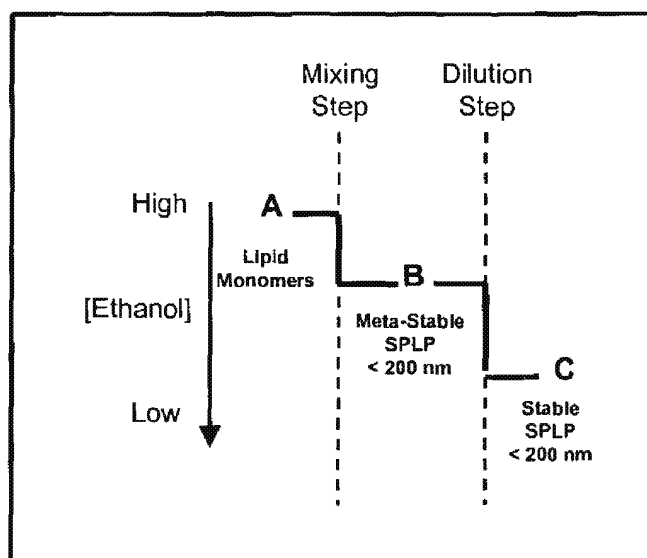 Mixing
Step
Dilution
Step
High
A
Lipid
Monomers
[Ethanol]
B
Meta-Stable
SPLP
< 200 nm
Low
C
Stable
SPLP
< 200 nm